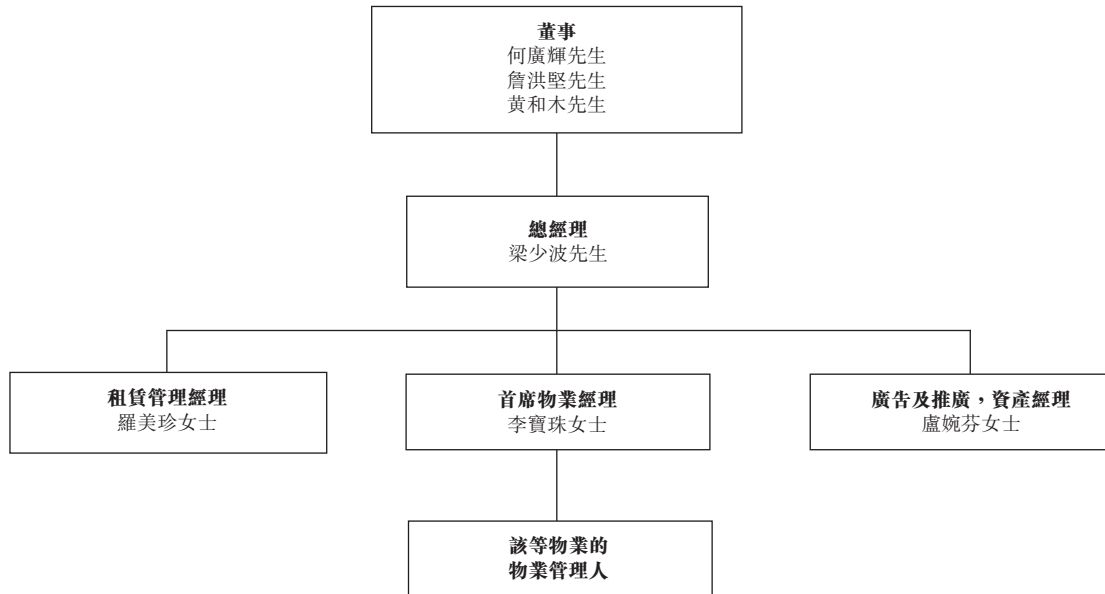 董事
何廣輝先生
詹洪堅先生
黃和木先生
總經理
梁少波先生
租賃管理經理
羅美珍女士
首席物業經理
李寶珠女士
廣告及推廣，資產經理
盧婉芬女士
該等物業的
物業管理人